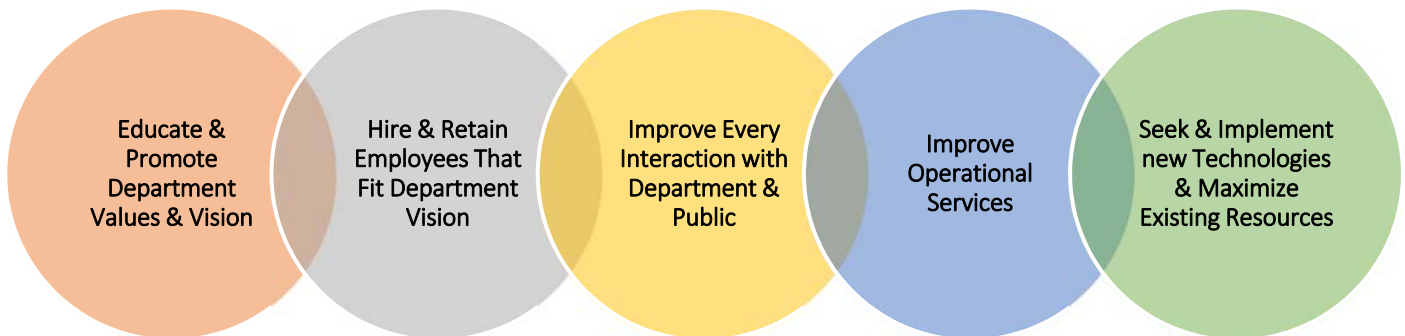 Educate &
Promote
Department
Values & Vision
Hire & Retain
Employees That
Fit Department
Vision
Improve Every
Interaction with
Department &
Public
Improve
Operational
Services
Seek & Implement
new Technologies
& Maximize
Existing Resources